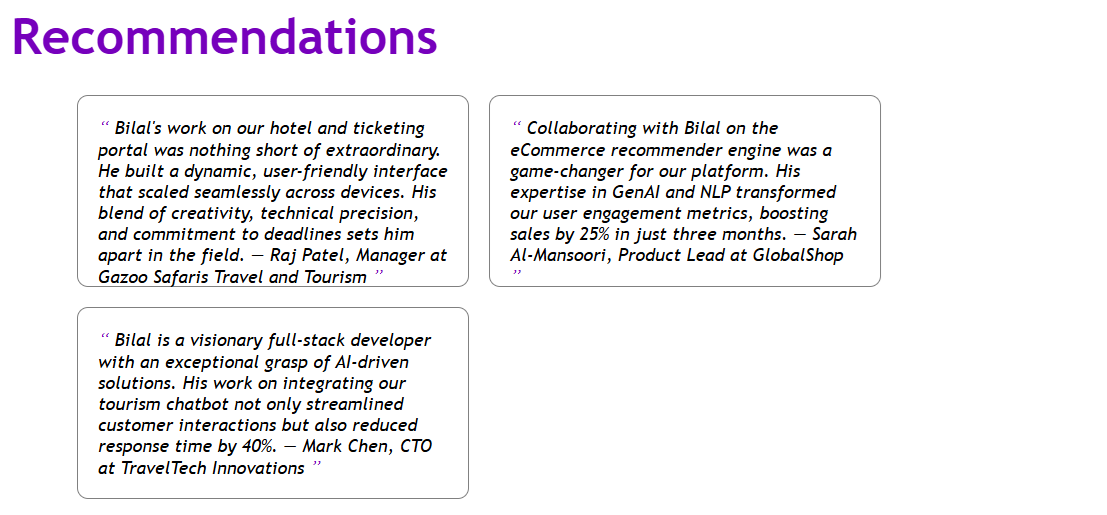 Recommendations
“ Bilal's work on our hotel and ticketing
portal was nothing short of extraordinary.
He built a dynamic, user-friendly interface
that scaled seamlessly across devices. His
blend of creativity, technical precision,
and commitment to deadlines sets him
apart in the field. — Raj Patel, Manager at
Gazoo Safaris Travel and Tourism ”
“ Collaborating with Bilal on the
eCommerce recommender engine was a
game-changer for our platform. His
expertise in GenAI and NLP transformed
our user engagement metrics, boosting
sales by 25% in just three months. — Sarah
Al-Mansoori, Product Lead at GlobalShop
”
“ Bilal is a visionary full-stack developer
with an exceptional grasp of AI-driven
solutions. His work on integrating our
tourism chatbot not only streamlined
customer interactions but also reduced
response time by 40%. — Mark Chen, CTO
at TravelTech Innovations ”